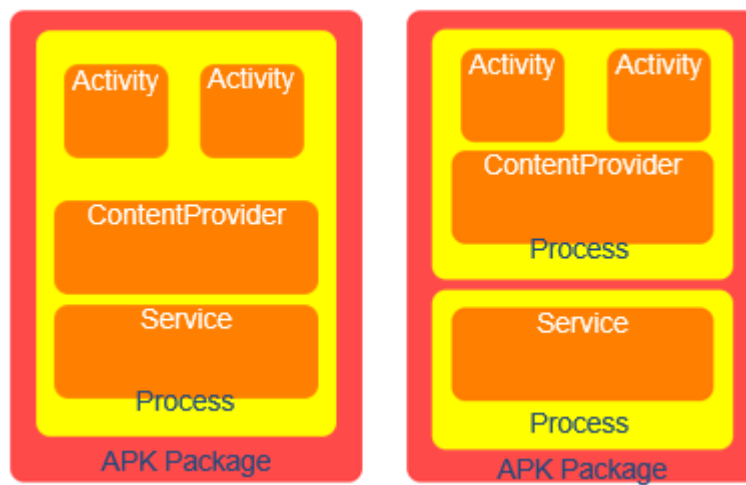 Activity
Activity
ContentProvider
Service
Process
APK Package
Activity
Activity
ContentProvider
Process
Service
Process
APK Package